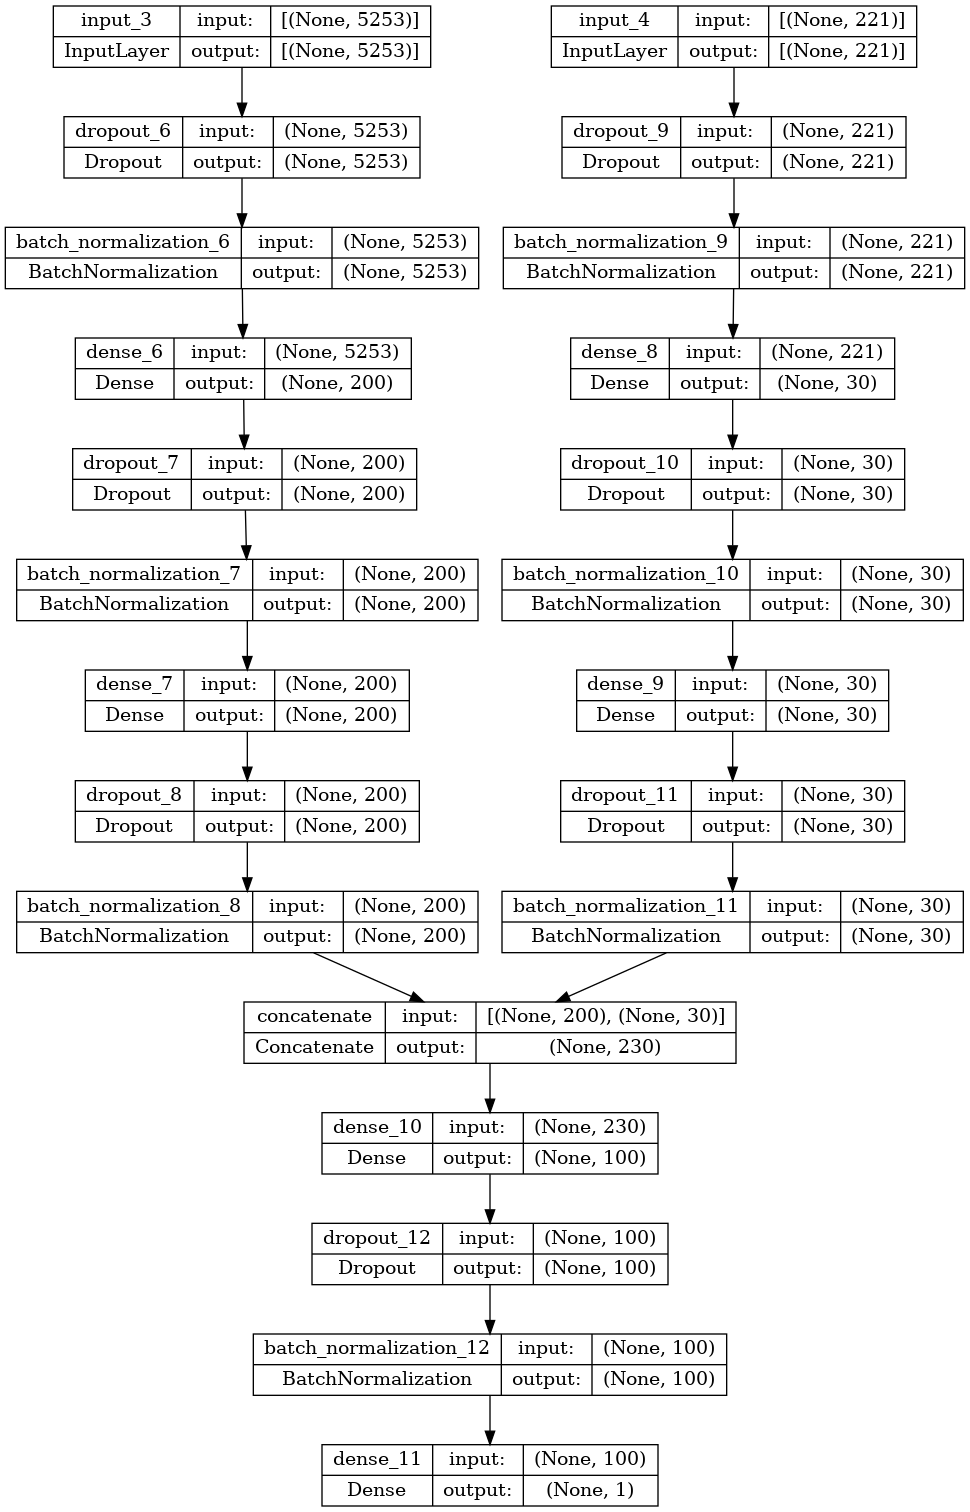 input_3 input: [(None, 5253)]
InputLayer output: [(None, 5253)]
input_4 input: [(None, 221)]
InputLayer output: [(None, 221)]
dropout_6 input: (None, 5253)
Dropout output: (None, 5253)
dropout_9 input: (None, 221)
Dropout output: (None, 221)
batch_normalization_6 input: (None, 5253)
BatchNormalization output: (None, 5253)
batch_normalization_9 input: (None, 221)
BatchNormalization output: (None, 221)
dense_6 input: (None, 5253)
Dense output: (None, 200)
dense_8 input: (None, 221)
Dense output: (None, 30)
dropout_7 input: (None, 200)
Dropout output: (None, 200)
dropout_10 input: (None, 30)
Dropout output: (None, 30)
batch_normalization_7 input: (None, 200)
BatchNormalization output: (None, 200)
batch_normalization_10 input: (None, 30)
BatchNormalization output: (None, 30)
dense_7 input: (None, 200)
Dense output: (None, 200)
dense_9 input: (None, 30)
Dense output: (None, 30)
dropout_8 input: (None, 200)
Dropout output: (None, 200)
dropout_11 input: (None, 30)
Dropout output: (None, 30)
batch_normalization_8 input: (None, 200)
BatchNormalization output: (None, 200)
batch_normalization_11 input: (None, 30)
BatchNormalization output: (None, 30)
concatenate input: [(None, 200), (None, 30)]
Concatenate output: (None, 230)
dense_10 input: (None, 230)
Dense output: (None, 100)
dropout_12 input: (None, 100)
Dropout output: (None, 100)
batch_normalization_12 input: (None, 100)
BatchNormalization output: (None, 100)
dense_11 input: (None, 100)
Dense output: (None, 1)